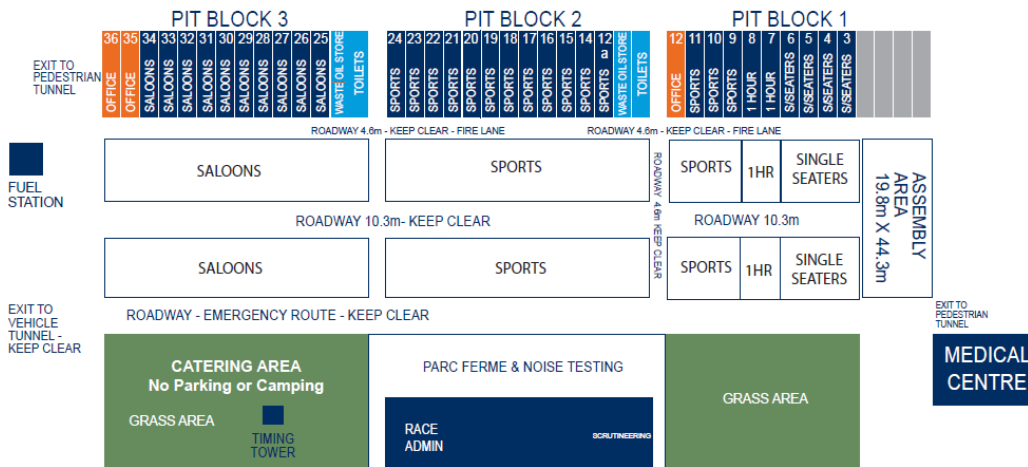 PIT BLOCK 3
PIT BLOCK 2
PIT BLOCK 1
EXIT TO
PEDESTRIAN
TUNNEL
36 OFFICE
35 OFFICE
34 SALOONS
33 SALOONS
32 SALOONS
31 SALOONS
30 SALOONS
29 SALOONS
28 SALOONS
27 SALOONS
26 SALOONS
25 SALOONS
WASTE OIL STORE
TOILETS
24 SPORTS
23 SPORTS
22 SPORTS
21 SPORTS
20 SPORTS
19 SPORTS
18 SPORTS
17 SPORTS
16 SPORTS
15 SPORTS
14 SPORTS
12a SPORTS
WASTE OIL STORE
TOILETS
12 OFFICE
11 SPORTS
10 SPORTS
9 SPORTS
8 1 HOUR
7 1 HOUR
6 S/SEATERS
5 S/SEATERS
4 S/SEATERS
3 S/SEATERS
ROADWAY 4.6m - KEEP CLEAR - FIRE LANE
ROADWAY 4.6m - KEEP CLEAR - FIRE LANE
FUEL
STATION
SALOONS
SPORTS
ROADWAY 4.6m KEEP CLEAR
SPORTS
1HR
SINGLE
SEATERS
ASSEMBLY
AREA
19.8m X 44.3m
ROADWAY 10.3m- KEEP CLEAR
ROADWAY 10.3m
SALOONS
SPORTS
SPORTS
1HR
SINGLE
SEATERS
EXIT TO
VEHICLE
TUNNEL -
KEEP CLEAR
ROADWAY - EMERGENCY ROUTE - KEEP CLEAR
EXIT TO
PEDESTRIAN
TUNNEL
CATERING AREA
No Parking or Camping
GRASS AREA
TIMING
TOWER
PARC FERME & NOISE TESTING
RACE
ADMIN
SCRUTINEERING
GRASS AREA
MEDICAL
CENTRE